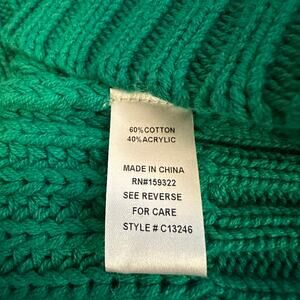 60%COTTON
40%ACRYLIC
MADE IN CHINA
RN#159322
SEE REVERSE
FOR CARE
STYLE # C13246